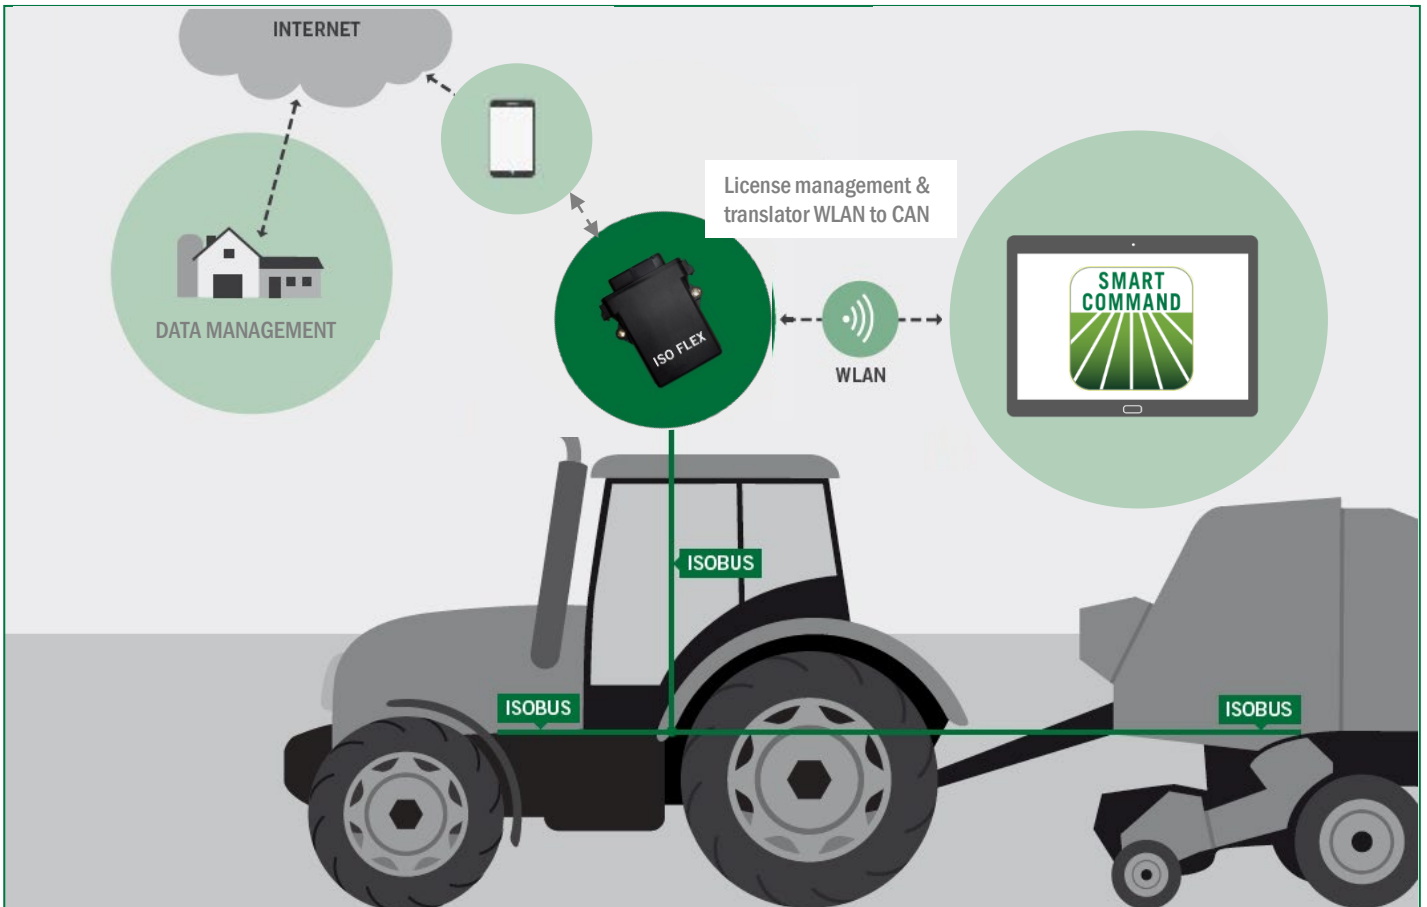 INTERNET
License management &
translator WLAN to CAN
SMART
COMMAND
DATA MANAGEMENT
ISO FLEX
WLAN
ISOBUS
ISOBUS
ISOBUS